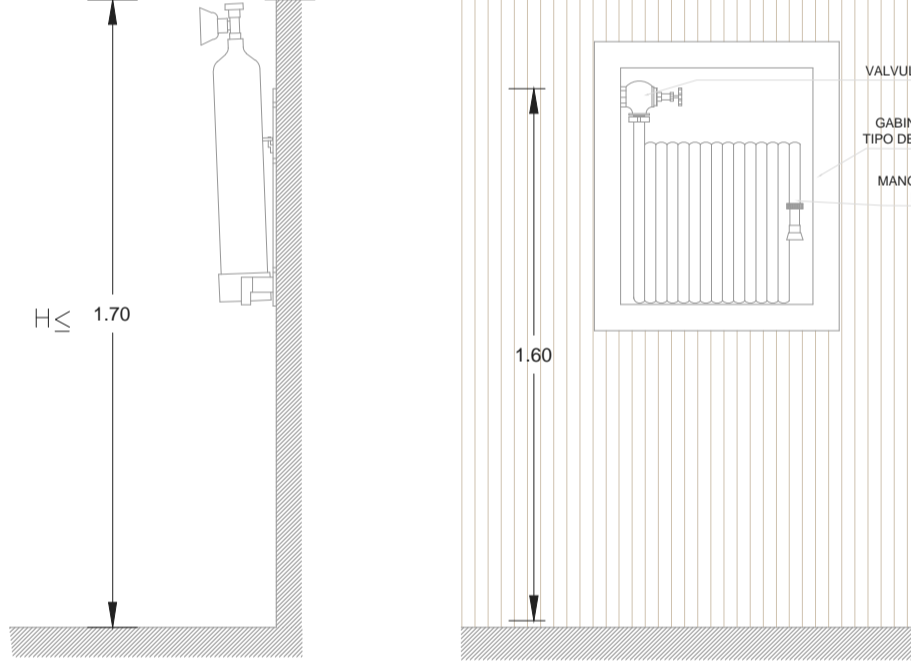 H≤ 1.70
1.60
VALVUL
GABIN
TIPO DE
MANG